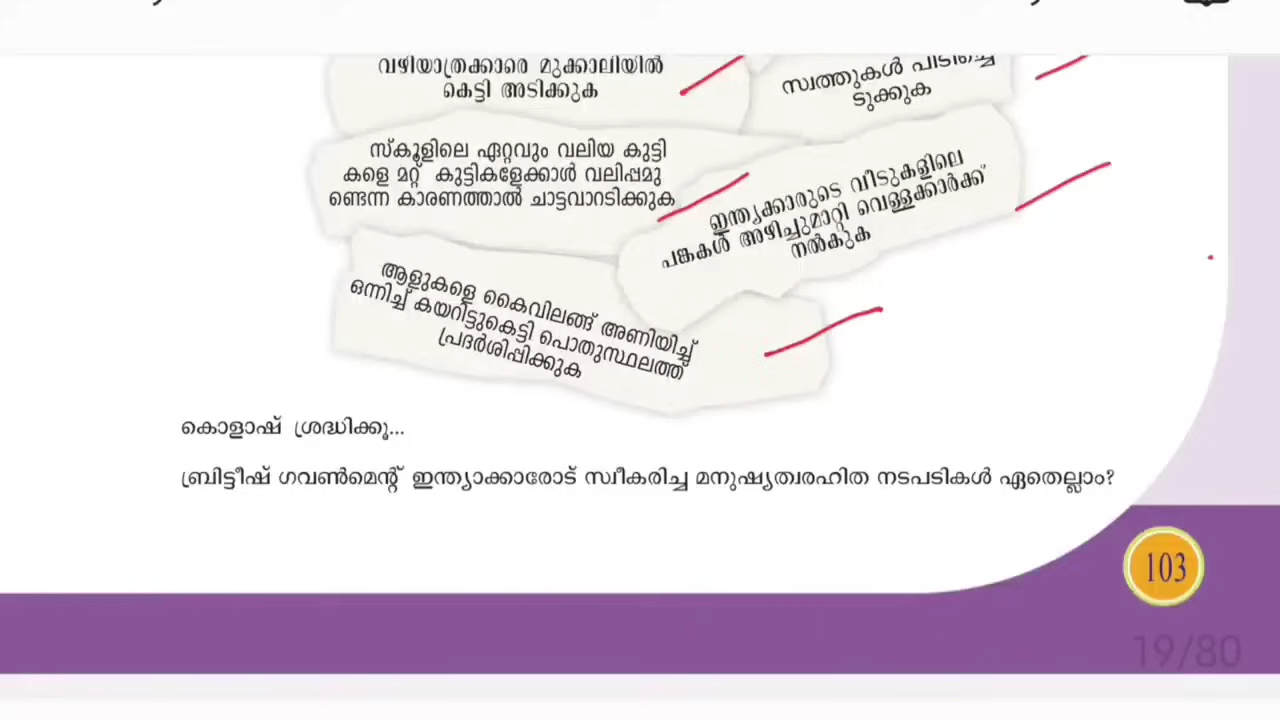 വഴിയാത്രക്കാരെ മുക്കാലിയിൽ
കെട്ടി അടിക്കുക
സ്വത്തുകൾ പിടിച്ചെ
ടുക്കുക
സ്കൂളിലെ ഏറ്റവും വലിയ കുട്ടി
കളെ മറ്റ് കുട്ടികളേക്കാൾ വലിപ്പമു
ണ്ടെന്ന കാരണത്താൽ ചാട്ടവാറടിക്കുക
ഇന്ത്യക്കാരുടെ വീടുകളിലെ
പങ്കകൾ അഴിച്ചുമാറ്റി വെള്ളക്കാർക്ക്
നൽകുക
ആളുകളെ കൈവിലങ്ങ് അണിയിച്ച്
ഒന്നിച്ച് കയറിട്ടുകെട്ടി പൊതുസ്ഥലത്ത്
പ്രദർശിപ്പിക്കുക
കൊളാഷ് ശ്രദ്ധിക്കൂ...
ബ്രിട്ടീഷ് ഗവൺമെന്റ് ഇന്ത്യാക്കാരോട് സ്വീകരിച്ച മനുഷ്യത്വരഹിത നടപടികൾ ഏതെല്ലാം?
103
19/80